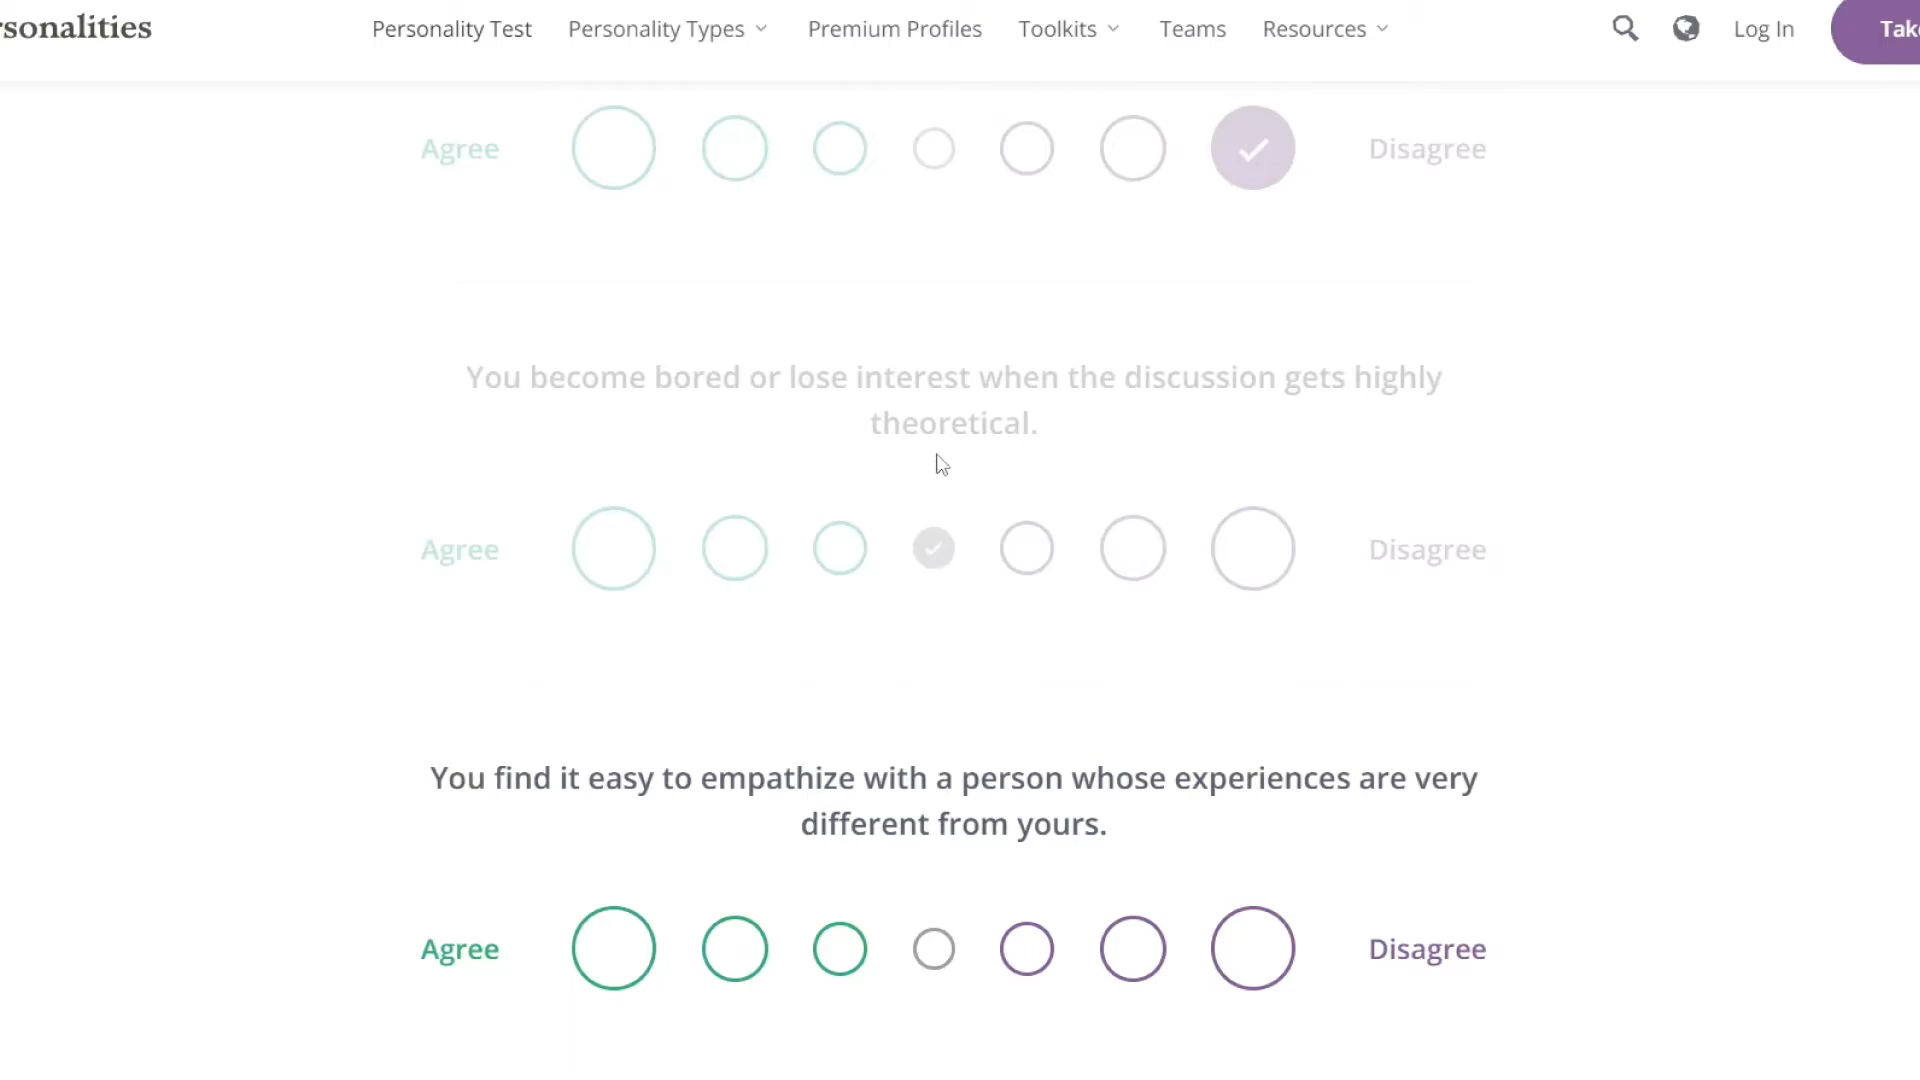 rsonalities
Personality Test Personality Types Premium Profiles Toolkits Teams Resources Log In Take
Agree Disagree
You become bored or lose interest when the discussion gets highly
theoretical.
Agree Disagree
You find it easy to empathize with a person whose experiences are very
different from yours.
Agree Disagree